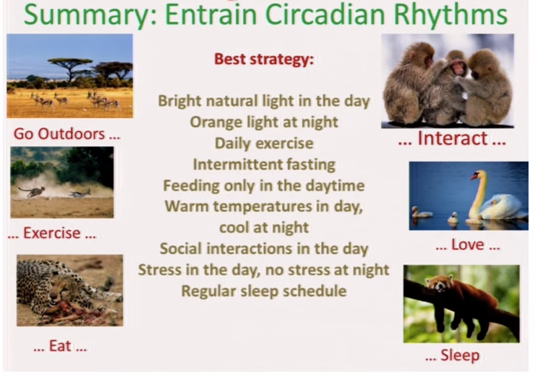 Summary: Entrain Circadian Rhythms
Best strategy:
Bright natural light in the day
Orange light at night
Daily exercise
Intermittent fasting
Feeding only in the daytime
Warm temperatures in day,
cool at night
Social interactions in the day
Stress in the day, no stress at night
Regular sleep schedule
Go Outdoors ...
... Exercise ...
... Eat ...
... Interact ...
... Love ...
... Sleep